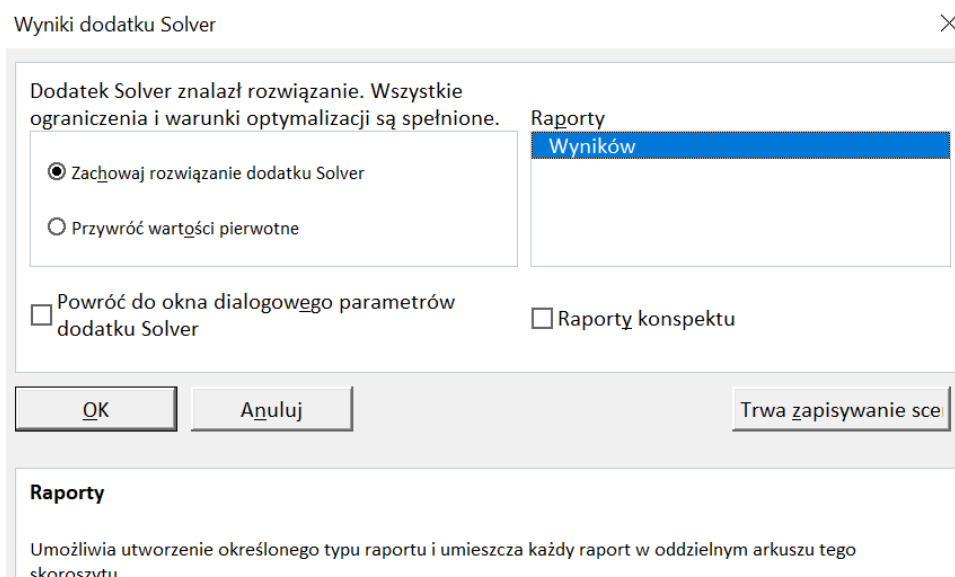 Wyniki dodatku Solver
Dodatek Solver znalazł rozwiązanie. Wszystkie
ograniczenia i warunki optymalizacji są spełnione.
Raporty
Wyników
Zachowaj rozwiązanie dodatku Solver
Przywróć wartości pierwotne
Powróć do okna dialogowego parametrów
dodatku Solver
Raporty konspektu
OK
Anuluj
Trwa zapisywanie sce
Raporty
Umożliwia utworzenie określonego typu raportu i umieszcza każdy raport w oddzielnym arkuszu tego
skoroszytu